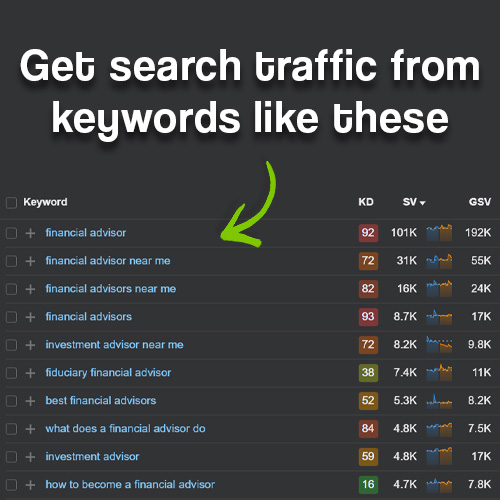 Get search traffic from
keywords like these
Keyword KD SV GSV
financial advisor 92 101K 192K
financial advisor near me 72 31K 55K
financial advisors near me 82 16K 24K
financial advisors 93 8.7K 17K
investment advisor near me 72 8.2K 9.8K
fiduciary financial advisor 38 7.4K 11K
best financial advisors 52 5.3K 8.2K
what does a financial advisor do 84 4.8K 7.5K
investment advisor 59 4.8K 17K
how to become a financial advisor 16 4.7K 7.8K